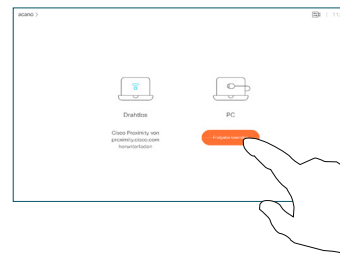 acano >
Drahtlos
PC
Cisco Proximity von
proximity.cisco.com
herunterladen